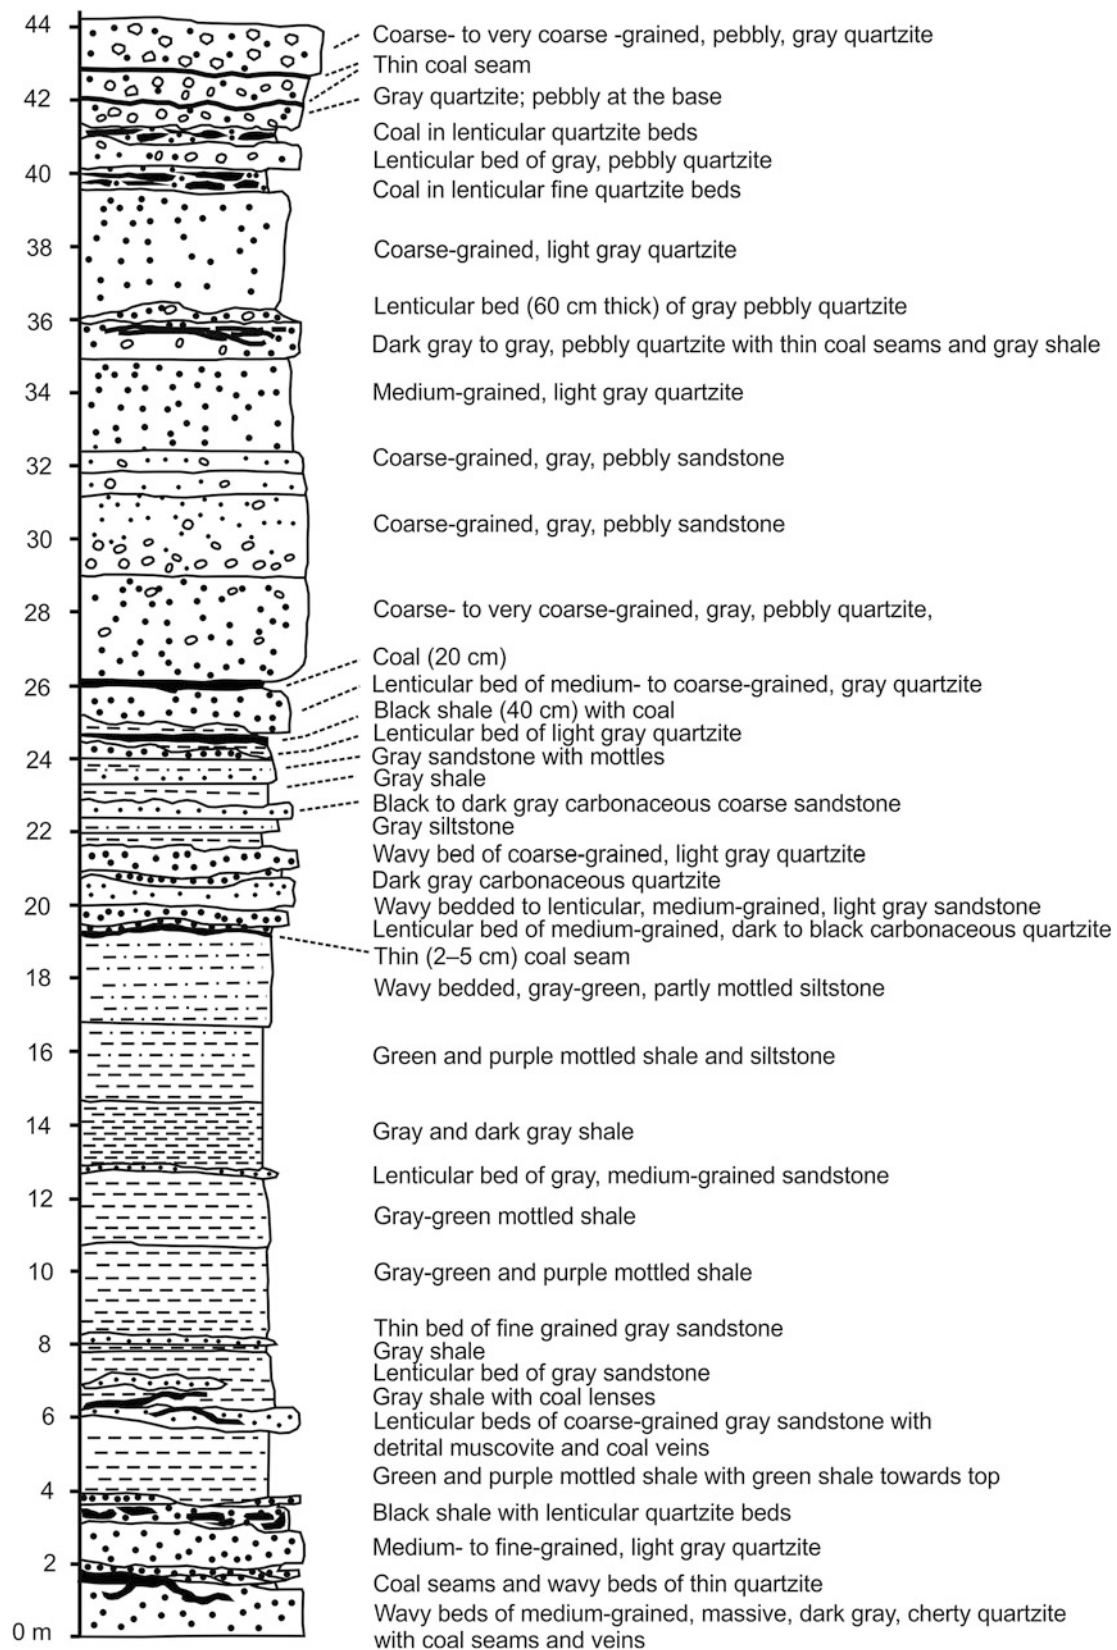 44
Coarse- to very coarse -grained, pebbly, gray quartzite
Thin coal seam
42
Gray quartzite; pebbly at the base
Coal in lenticular quartzite beds
Lenticular bed of gray, pebbly quartzite
40
Coal in lenticular fine quartzite beds
38
Coarse-grained, light gray quartzite
Lenticular bed (60 cm thick) of gray pebbly quartzite
36
Dark gray to gray, pebbly quartzite with thin coal seams and gray shale
34
Medium-grained, light gray quartzite
32
Coarse-grained, gray, pebbly sandstone
30
Coarse-grained, gray, pebbly sandstone
28
Coarse- to very coarse-grained, gray, pebbly quartzite,
Coal (20 cm)
26
Lenticular bed of medium- to coarse-grained, gray quartzite
Black shale (40 cm) with coal
Lenticular bed of light gray quartzite
24
Gray sandstone with mottles
Gray shale
Black to dark gray carbonaceous coarse sandstone
22
Gray siltstone
Wavy bed of coarse-grained, light gray quartzite
Dark gray carbonaceous quartzite
20
Wavy bedded to lenticular, medium-grained, light gray sandstone
Lenticular bed of medium-grained, dark to black carbonaceous quartzite
Thin (2–5 cm) coal seam
18
Wavy bedded, gray-green, partly mottled siltstone
16
Green and purple mottled shale and siltstone
14
Gray and dark gray shale
Lenticular bed of gray, medium-grained sandstone
12
Gray-green mottled shale
10
Gray-green and purple mottled shale
Thin bed of fine grained gray sandstone
8
Gray shale
Lenticular bed of gray sandstone
Gray shale with coal lenses
6
Lenticular beds of coarse-grained gray sandstone with
detrital muscovite and coal veins
Green and purple mottled shale with green shale towards top
4
Black shale with lenticular quartzite beds
Medium- to fine-grained, light gray quartzite
2
Coal seams and wavy beds of thin quartzite
Wavy beds of medium-grained, massive, dark gray, cherty quartzite
0 m
with coal seams and veins